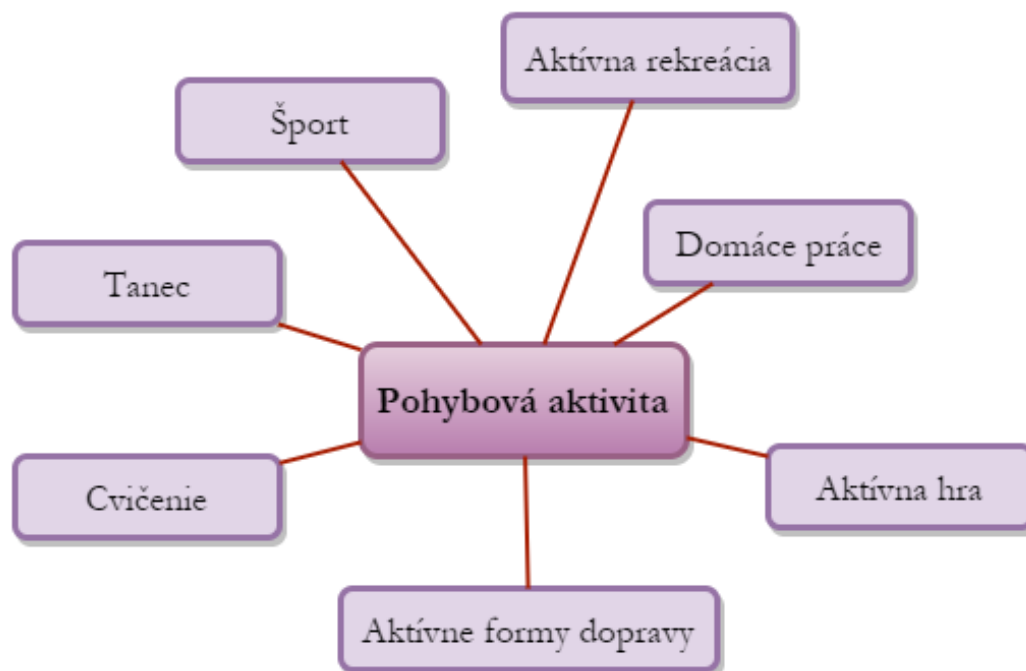 Aktívna rekreácia
Šport
Domáce práce
Tanec
Pohybová aktivita
Cvičenie
Aktívna hra
Aktívne formy dopravy